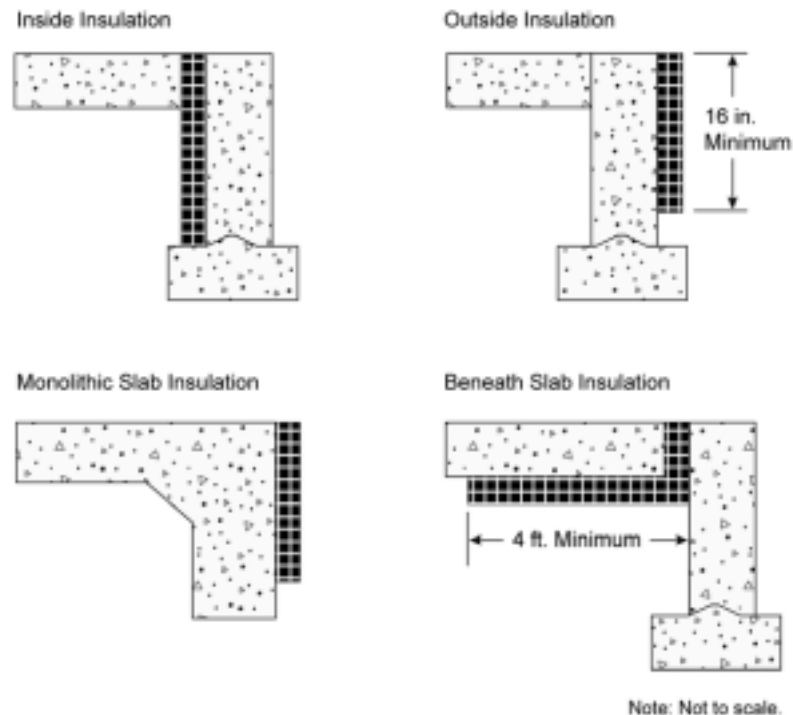 Inside Insulation
Outside Insulation
16 in.
Minimum
Monolithic Slab Insulation
Beneath Slab Insulation
4 ft. Minimum
Note: Not to scale.